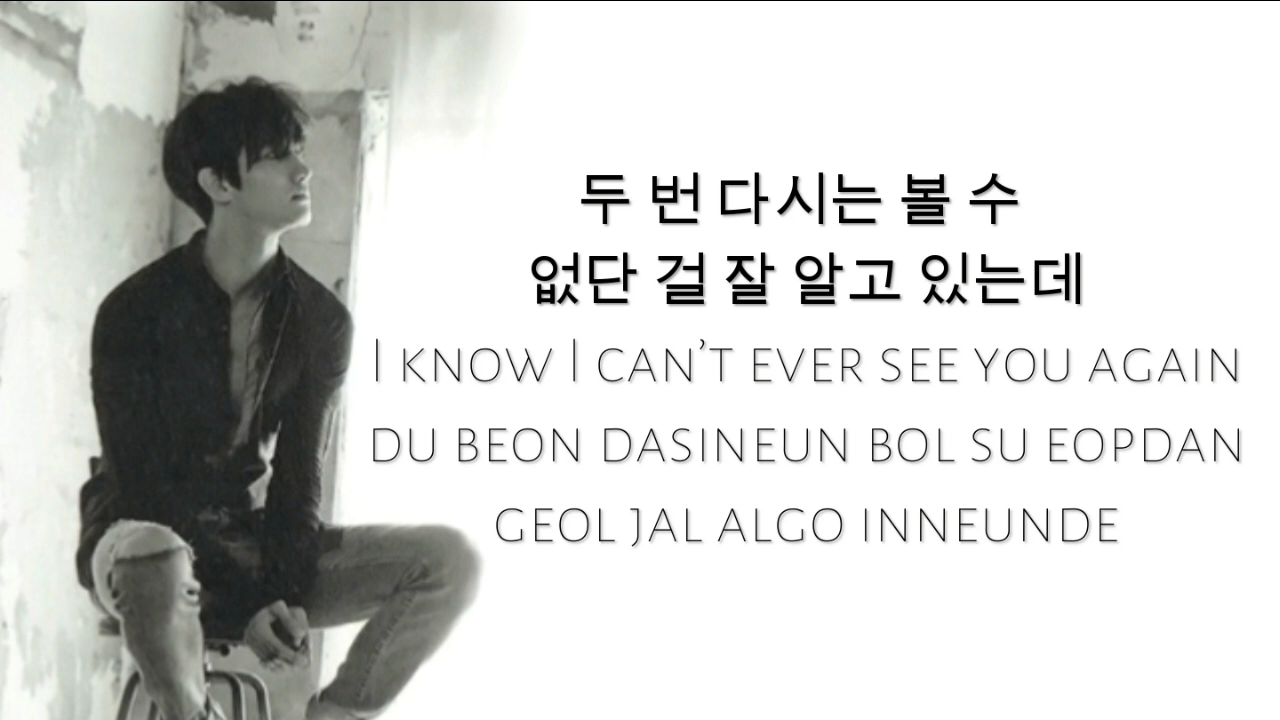 두 번 다시는 볼 수
없단 걸 잘 알고 있는데
I KNOW I CAN’T EVER SEE YOU AGAIN
DU BEON DASINEUN BOL SU EOPDAN
GEOL JAL ALGO INNEUNDE